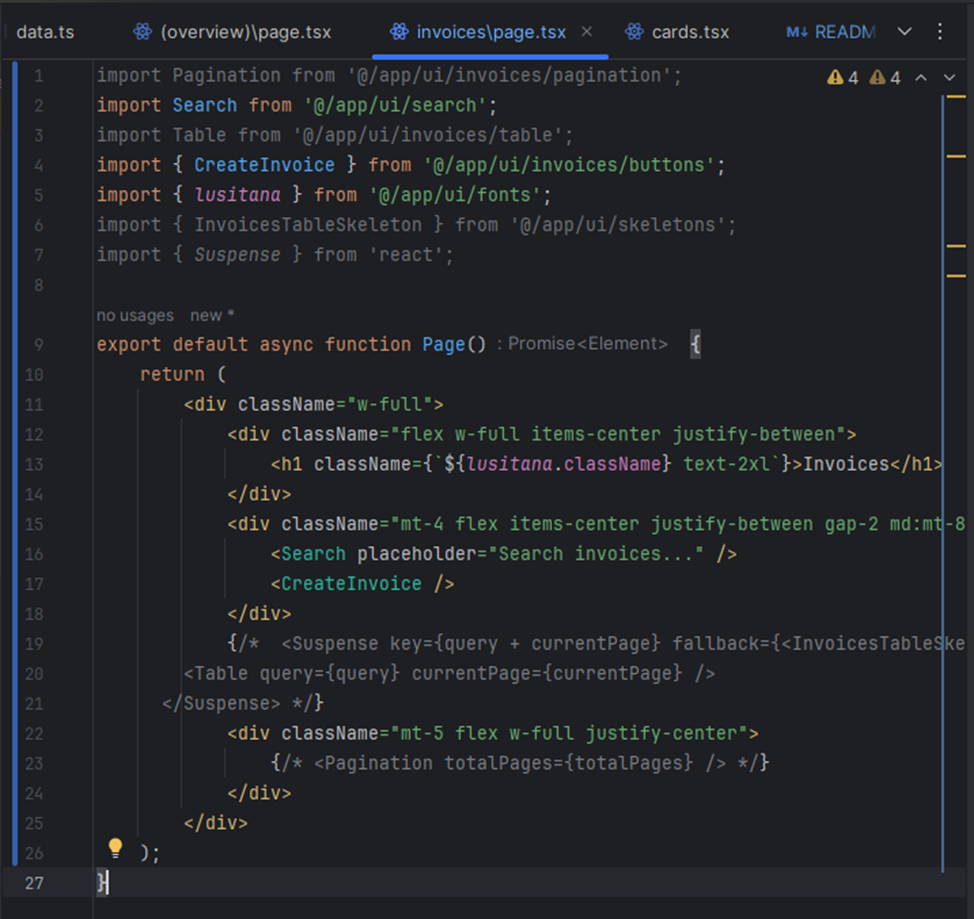 data.ts (overview)\page.tsx invoices\page.tsx cards.tsx M↓ READM
4 4
1 import Pagination from '@/app/ui/invoices/pagination';
2 import Search from '@/app/ui/search';
3 import Table from '@/app/ui/invoices/table';
4 import { CreateInvoice } from '@/app/ui/invoices/buttons';
5 import { lusitana } from '@/app/ui/fonts';
6 import { InvoicesTableSkeleton } from '@/app/ui/skeletons';
7 import { Suspense } from 'react';
8
no usages new *
9 export default async function Page() : Promise<Element> {
10 return (
11 <div className="w-full">
12 <div className="flex w-full items-center justify-between">
13 <h1 className={`${lusitana.className} text-2xl`}>Invoices</h1>
14 </div>
15 <div className="mt-4 flex items-center justify-between gap-2 md:mt-8
16 <Search placeholder="Search invoices..." />
17 <CreateInvoice />
18 </div>
19 {/* <Suspense key={query + currentPage} fallback={<InvoicesTableSke
20 <Table query={query} currentPage={currentPage} />
21 </Suspense> */}
22 <div className="mt-5 flex w-full justify-center">
23 {/* <Pagination totalPages={totalPages} /> */}
24 </div>
25 </div>
26 );
27 }